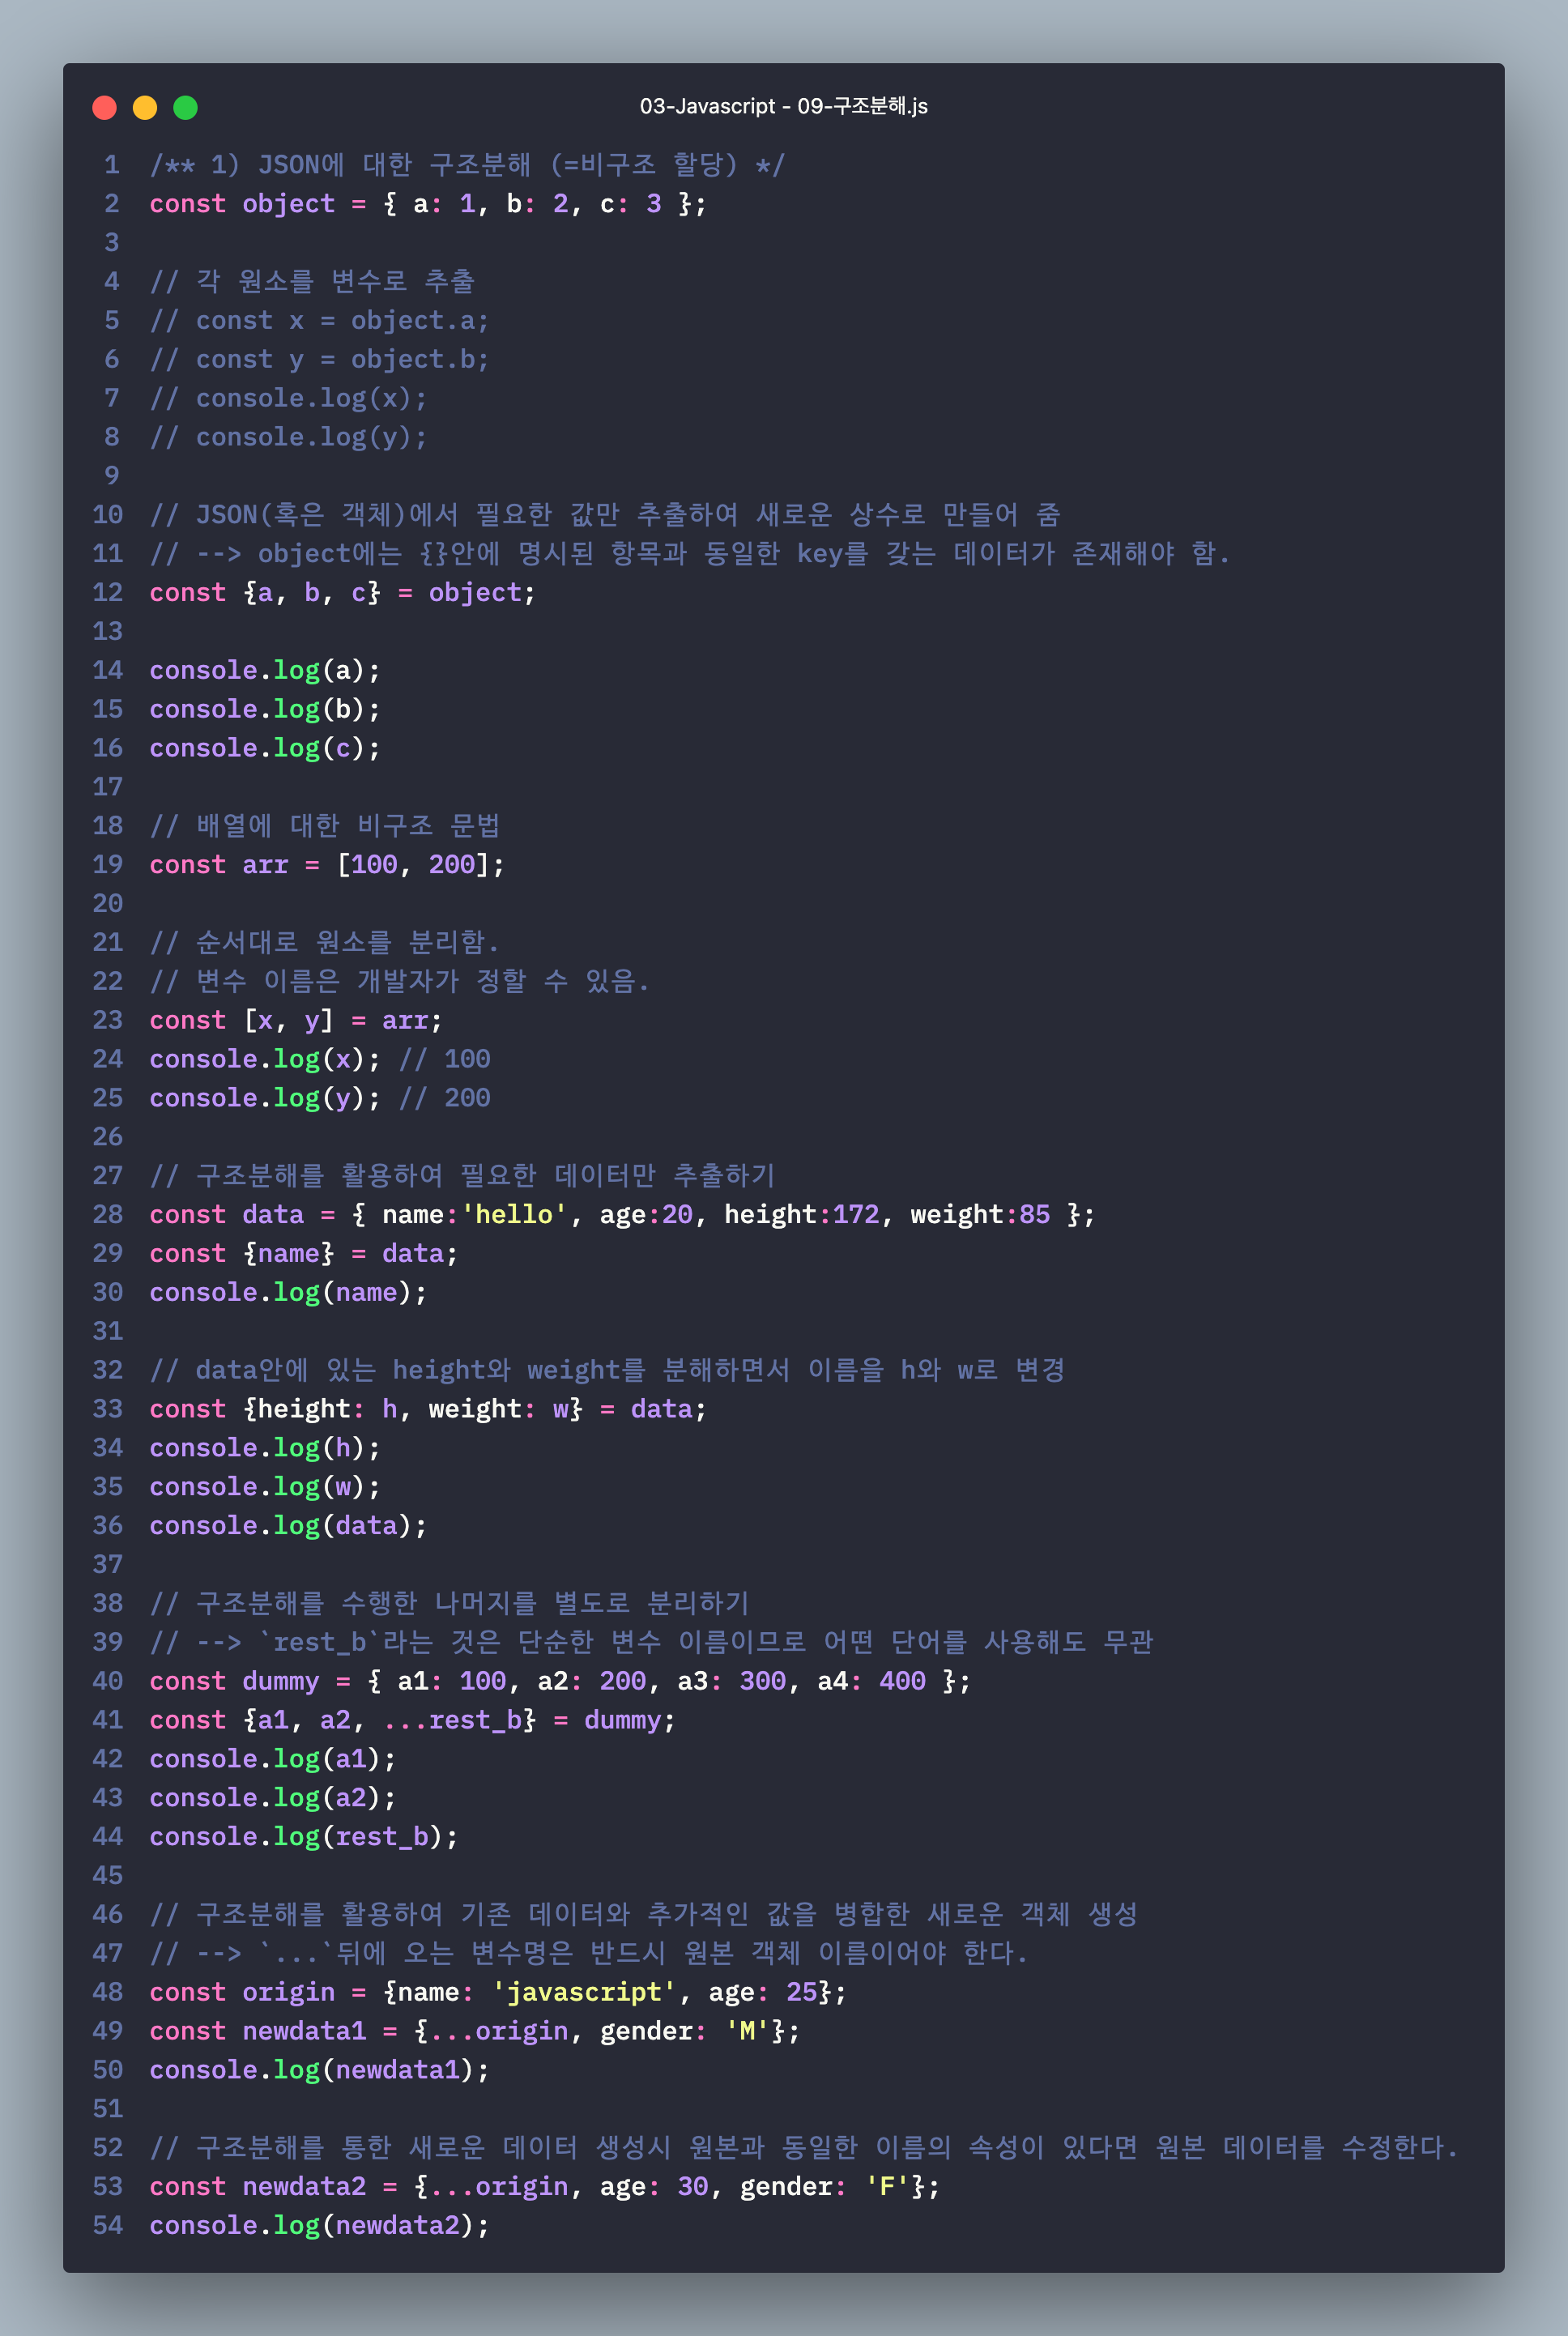 03-Javascript - 09-구조분해.js
1 /** 1) JSON에 대한 구조분해 (=비구조 할당) */
2 const object = { a: 1, b: 2, c: 3 };
3
4 // 각 원소를 변수로 추출
5 // const x = object.a;
6 // const y = object.b;
7 // console.log(x);
8 // console.log(y);
9
10 // JSON(혹은 객체)에서 필요한 값만 추출하여 새로운 상수로 만들어 줌
11 // --> object에는 {}안에 명시된 항목과 동일한 key를 갖는 데이터가 존재해야 함.
12 const {a, b, c} = object;
13
14 console.log(a);
15 console.log(b);
16 console.log(c);
17
18 // 배열에 대한 비구조 문법
19 const arr = [100, 200];
20
21 // 순서대로 원소를 분리함.
22 // 변수 이름은 개발자가 정할 수 있음.
23 const [x, y] = arr;
24 console.log(x); // 100
25 console.log(y); // 200
26
27 // 구조분해를 활용하여 필요한 데이터만 추출하기
28 const data = { name:'hello', age:20, height:172, weight:85 };
29 const {name} = data;
30 console.log(name);
31
32 // data안에 있는 height와 weight를 분해하면서 이름을 h와 w로 변경
33 const {height: h, weight: w} = data;
34 console.log(h);
35 console.log(w);
36 console.log(data);
37
38 // 구조분해를 수행한 나머지를 별도로 분리하기
39 // --> `rest_b`라는 것은 단순한 변수 이름이므로 어떤 단어를 사용해도 무관
40 const dummy = { a1: 100, a2: 200, a3: 300, a4: 400 };
41 const {a1, a2, ...rest_b} = dummy;
42 console.log(a1);
43 console.log(a2);
44 console.log(rest_b);
45
46 // 구조분해를 활용하여 기존 데이터와 추가적인 값을 병합한 새로운 객체 생성
47 // --> `...`뒤에 오는 변수명은 반드시 원본 객체 이름이어야 한다.
48 const origin = {name: 'javascript', age: 25};
49 const newdata1 = {...origin, gender: 'M'};
50 console.log(newdata1);
51
52 // 구조분해를 통한 새로운 데이터 생성시 원본과 동일한 이름의 속성이 있다면 원본 데이터를 수정한다.
53 const newdata2 = {...origin, age: 30, gender: 'F'};
54 console.log(newdata2);